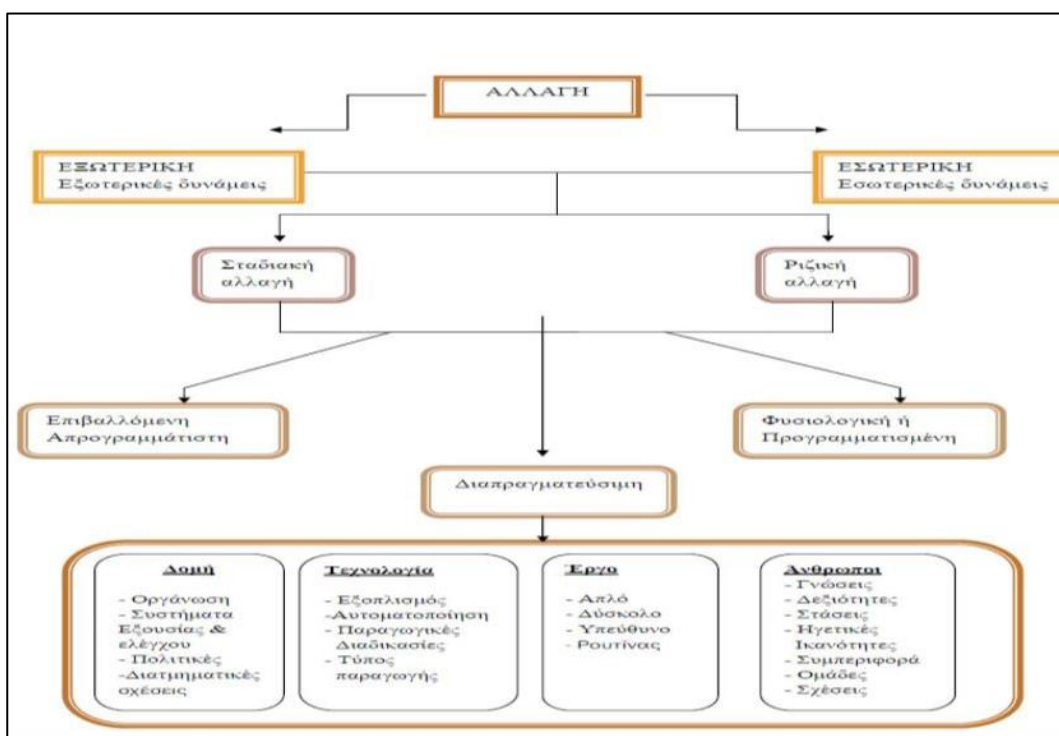 ΑΛΛΑΓΗ
ΕΞΩΤΕΡΙΚΗ
Εξωτερικές δυνάμεις
ΕΣΩΤΕΡΙΚΗ
Εσωτερικές δυνάμεις
Σταδιακή
αλλαγή
Ριζική
αλλαγή
Επιβαλλόμενη
Απρογραμμάτιστη
Φυσιολογική ή
Προγραμματισμένη
Διαπραγματεύσιμη
Δομή
- Οργάνωση
- Συστήματα
Εξουσίας &
ελέγχου
- Πολιτικές
-Διατμηματικές
σχέσεις
Τεχνολογία
- Εξοπλισμός
-Αυτοματοποίηση
- Παραγωγικές
Διαδικασίες
- Τύπος
παραγωγής
Έργο
- Απλό
- Δύσκολο
- Υπεύθυνο
- Ρουτίνας
Άνθρωποι
- Γνώσεις
- Δεξιότητες
- Στάσεις
- Ηγετικές
Ικανότητες
- Συμπεριφορά
- Ομάδες
- Σχέσεις